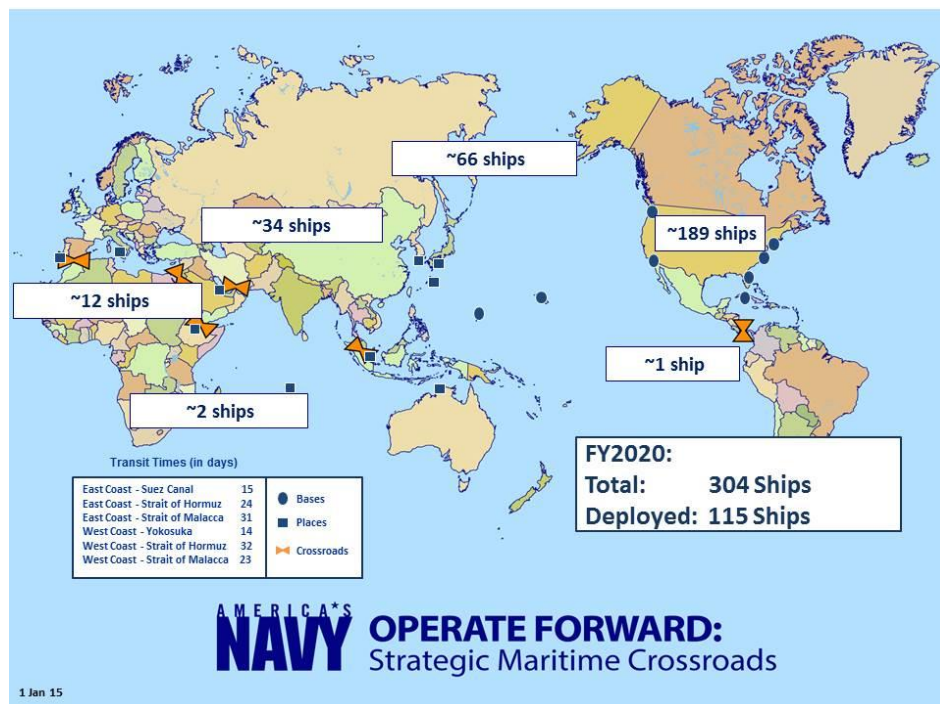 ~66 ships
~34 ships
~189 ships
~12 ships
~1 ship
~2 ships
FY2020:
Total: 304 Ships
Deployed: 115 Ships
Transit Times (in days)
East Coast - Suez Canal 15
East Coast - Strait of Hormuz 24
East Coast - Strait of Malacca 31
West Coast - Yokosuka 14
West Coast - Strait of Hormuz 32
West Coast - Strait of Malacca 23
Bases
Places
Crossroads
AMERICA★S
NAVY
OPERATE FORWARD:
Strategic Maritime Crossroads
1 Jan 15